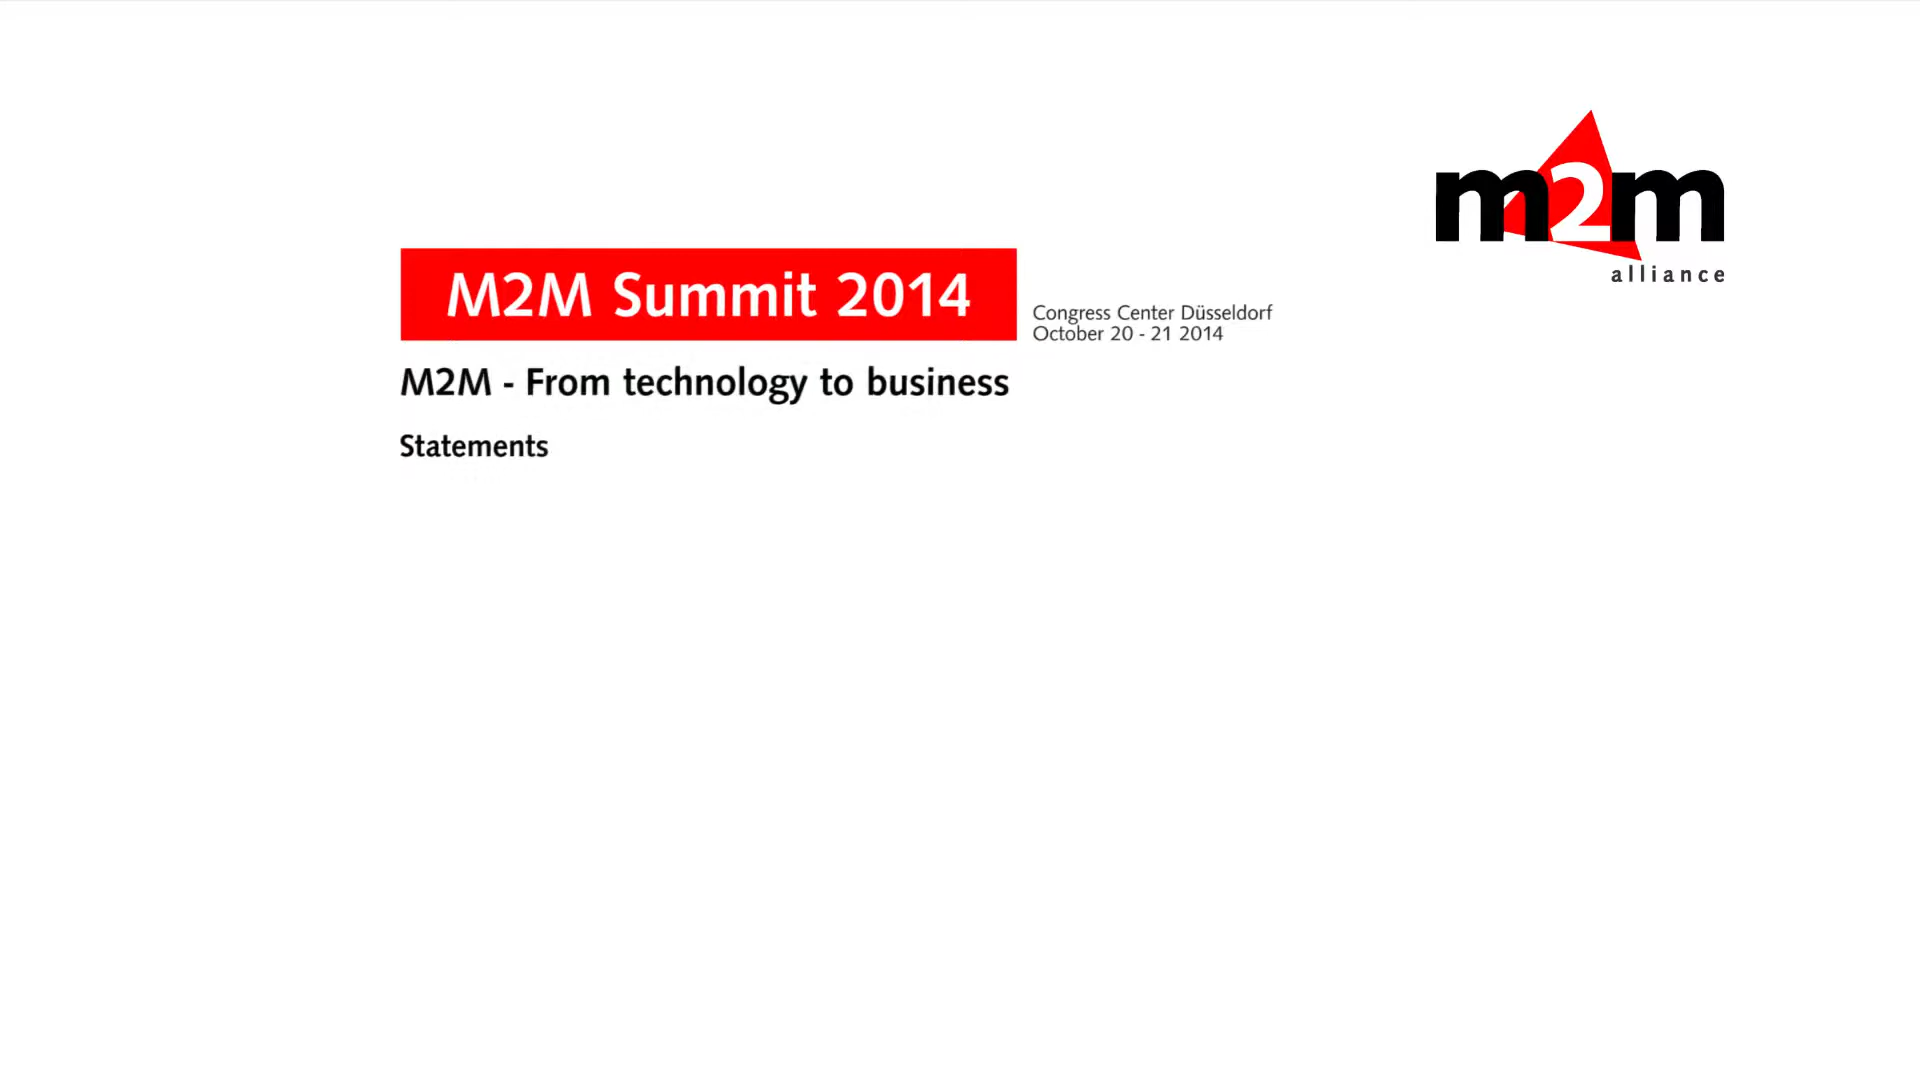 m2m
alliance
M2M Summit 2014
Congress Center Düsseldorf
October 20 - 21 2014
M2M - From technology to business
Statements